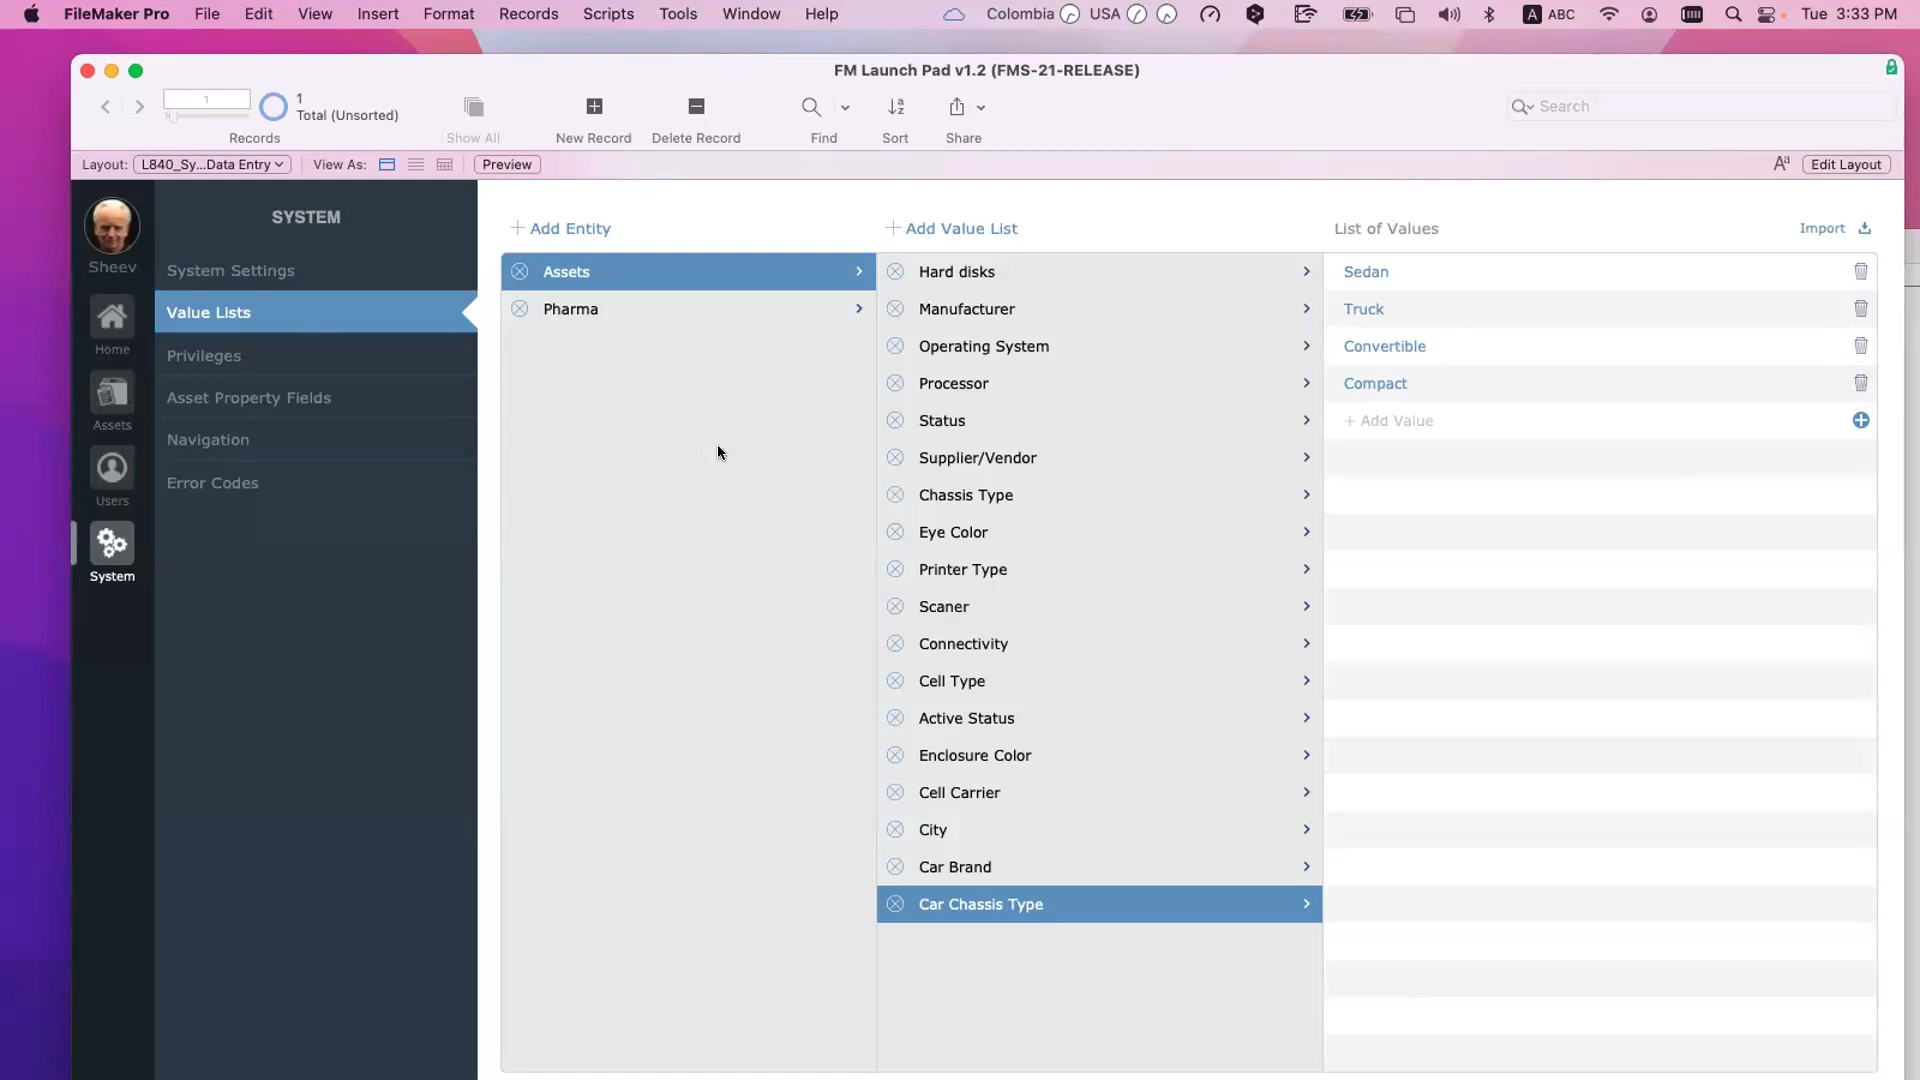 FileMaker Pro File Edit View Insert Format Records Scripts Tools Window Help Colombia USA A ABC Tue 3:33 PM
FM Launch Pad v1.2 (FMS-21-RELEASE)
1
1
Total (Unsorted)
Search
Records Show All New Record Delete Record Find Sort Share
Layout: L840_Sy...Data Entry View As: Preview Aa Edit Layout
Sheev
Home
Assets
Users
System
SYSTEM
System Settings
Value Lists
Privileges
Asset Property Fields
Navigation
Error Codes
+ Add Entity
Assets
Pharma
+ Add Value List
Hard disks
Manufacturer
Operating System
Processor
Status
Supplier/Vendor
Chassis Type
Eye Color
Printer Type
Scaner
Connectivity
Cell Type
Active Status
Enclosure Color
Cell Carrier
City
Car Brand
Car Chassis Type
List of Values Import
Sedan
Truck
Convertible
Compact
+ Add Value